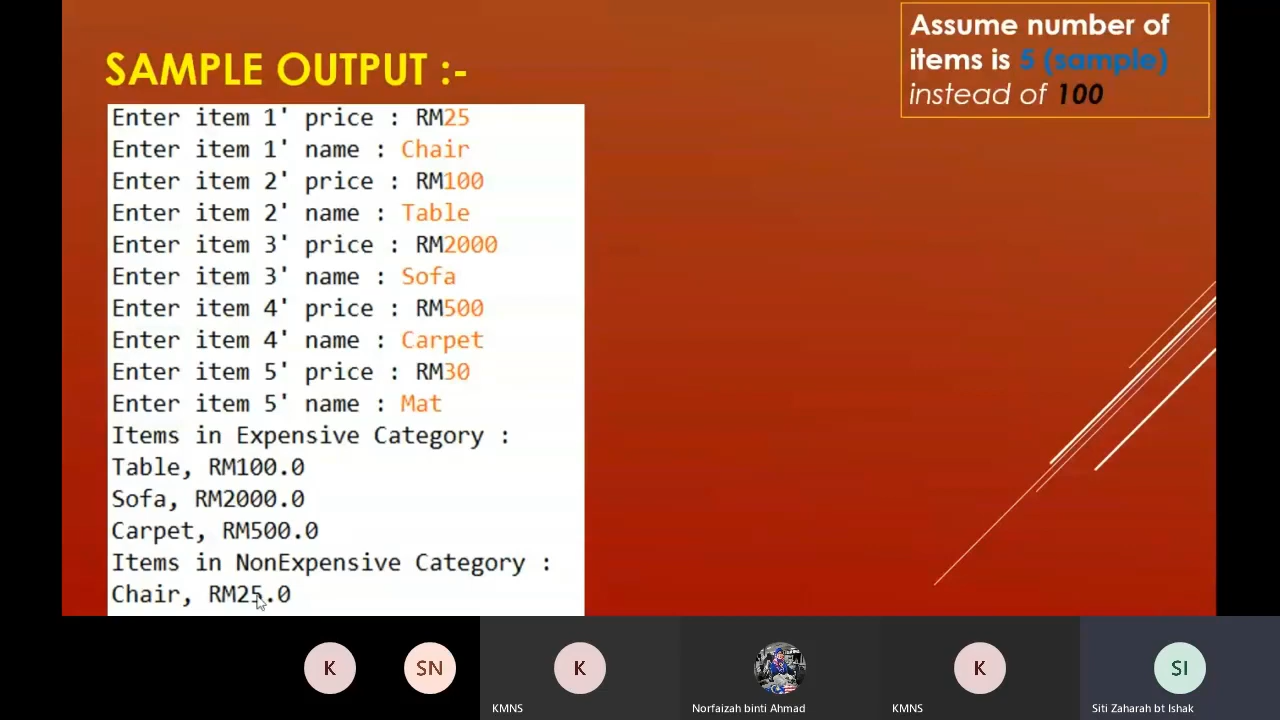 SAMPLE OUTPUT :-
Assume number of
items is 5 (sample)
instead of 100
Enter item 1' price : RM25
Enter item 1' name : Chair
Enter item 2' price : RM100
Enter item 2' name : Table
Enter item 3' price : RM2000
Enter item 3' name : Sofa
Enter item 4' price : RM500
Enter item 4' name : Carpet
Enter item 5' price : RM30
Enter item 5' name : Mat
Items in Expensive Category :
Table, RM100.0
Sofa, RM2000.0
Carpet, RM500.0
Items in NonExpensive Category :
Chair, RM25.0
K
SN
K
K
SI
KMNS
Norfaizah binti Ahmad
KMNS
Siti Zaharah bt Ishak